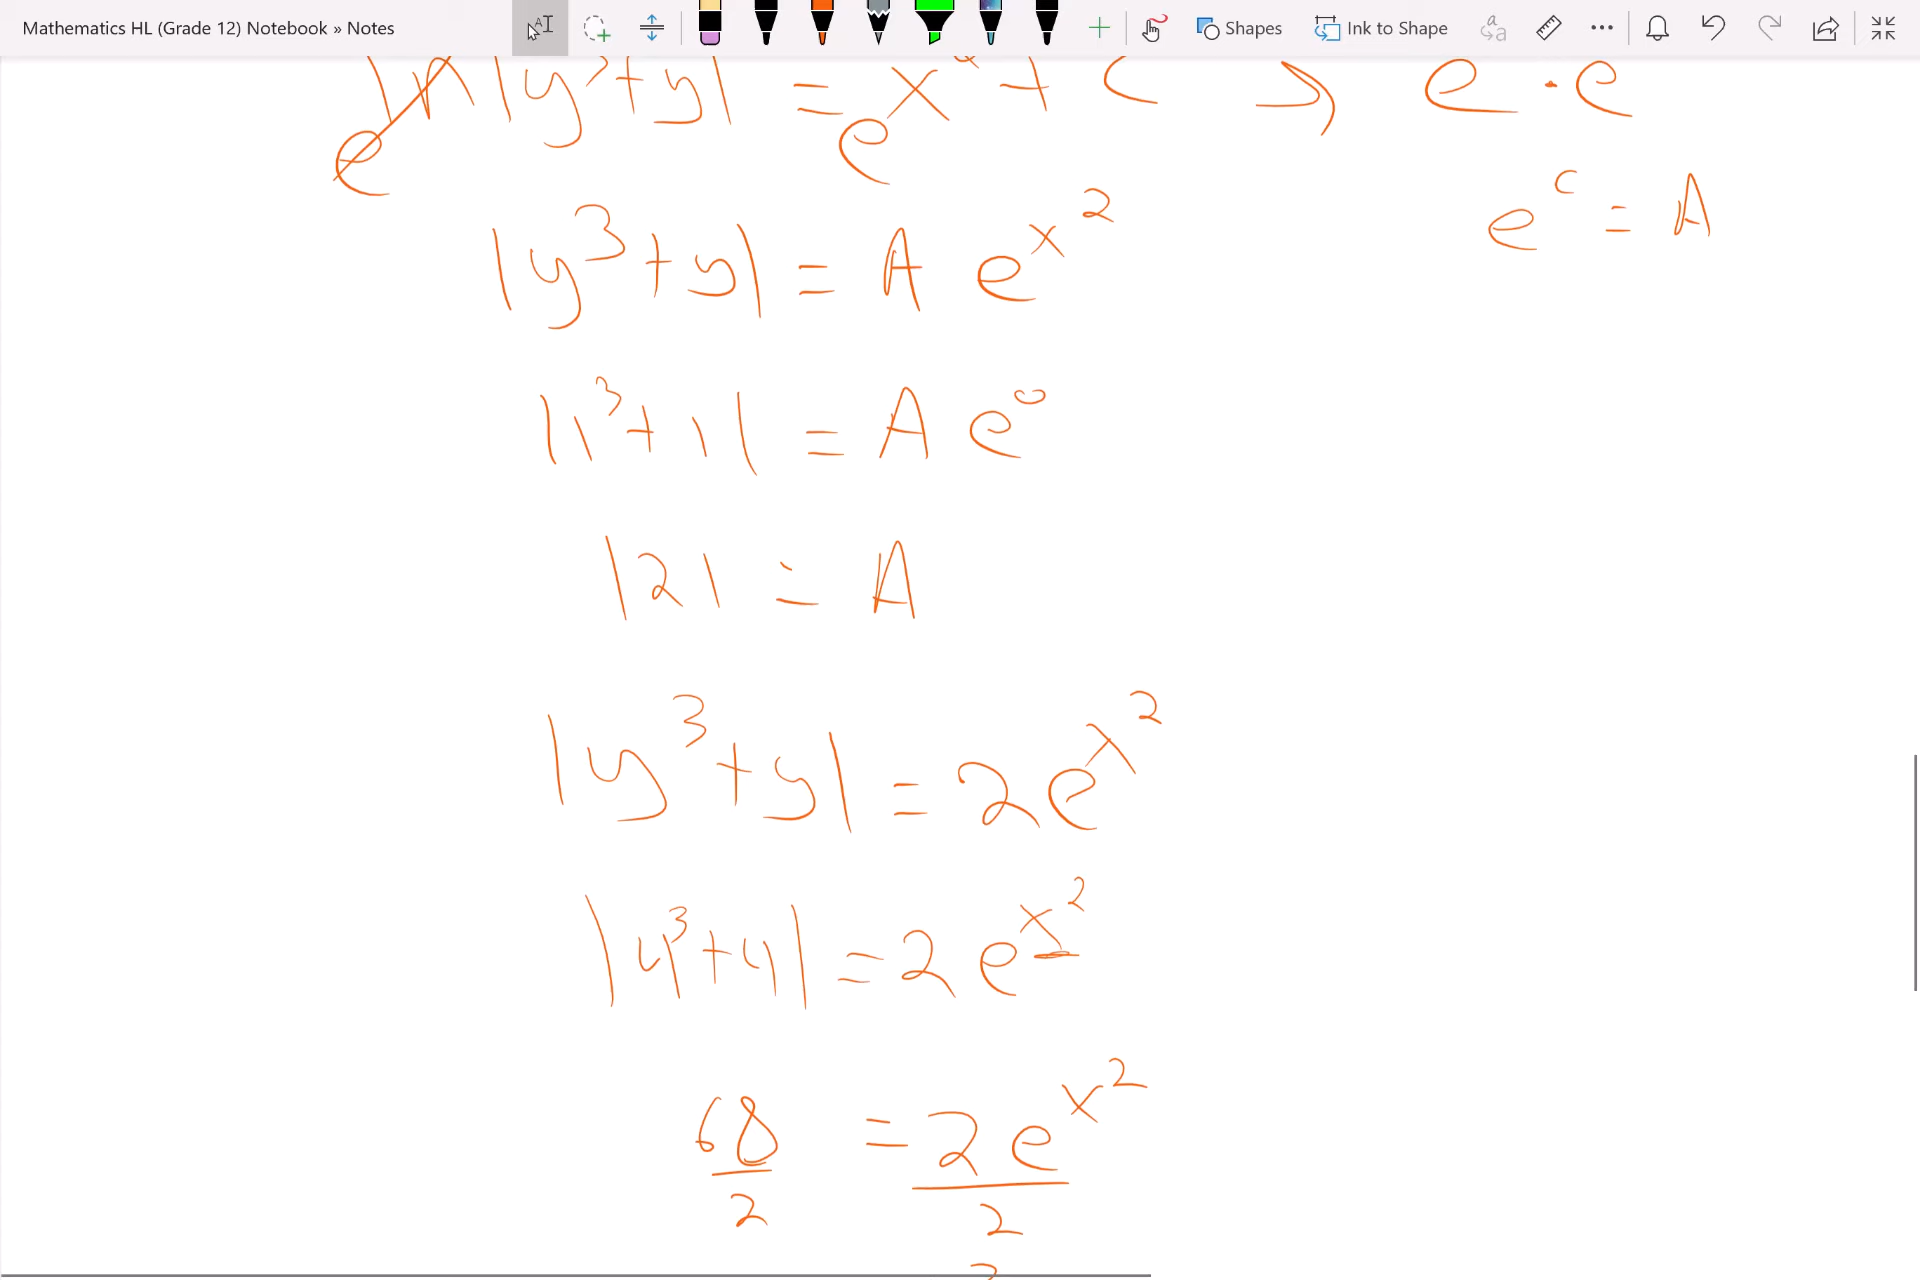 Mathematics HL (Grade 12) Notebook » Notes
Shapes Ink to Shape
ln|y³+y| = x² + C → e · e
e e
e^c = A
|y³+y| = A e^x²
|1³+1| = A e⁰
|2| = A
|y³+y| = 2e^x²
|4³+4| = 2e^x²
68 = 2e^x²
2 2